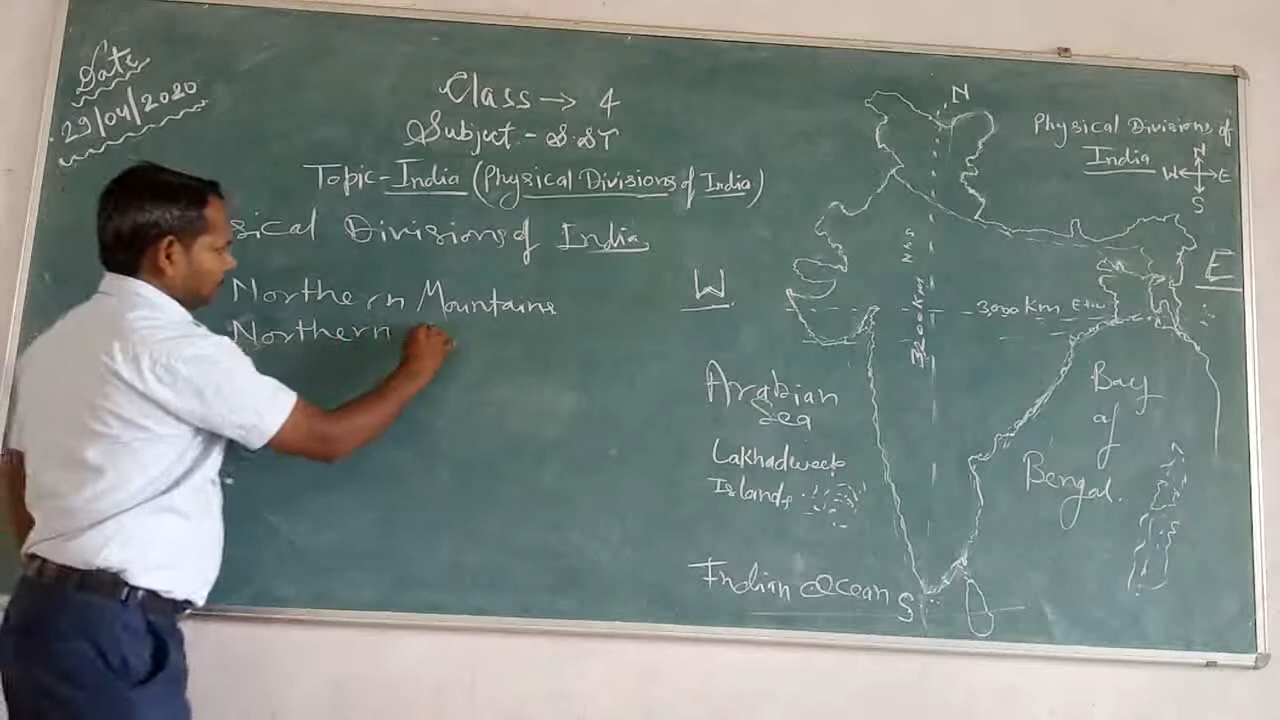 Date
29/04/2020
Class → 4
Subject:- S.ST
Topic-India (Physical Divisions of India)
sical Divisions of India
Northern Mountains
Northern
N
Physical Divisions of
India
N
W E
S
W
E
3200 km N to S
3000 km E to W
Arabian
Sea
Lakhadweep
Islands
Bay
of
Bengal.
Indian Ocean
S